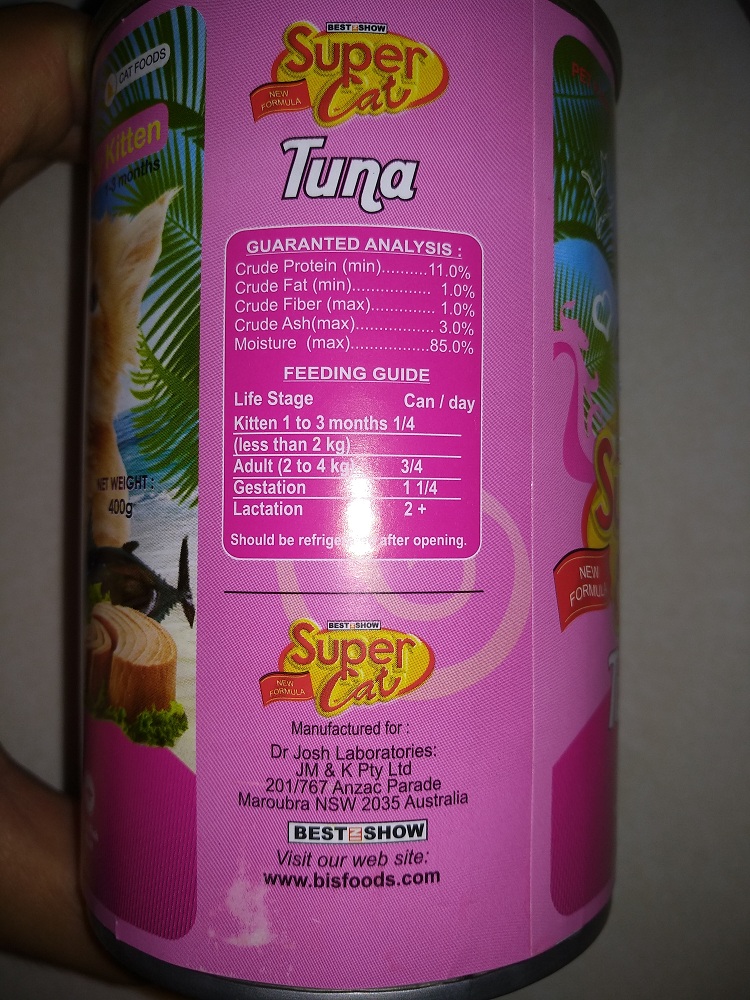 CAT FOODS
Kitten
1-3 months
NET WEIGHT :
400g
BEST IN SHOW
Super
Cat
NEW
FORMULA
Tuna
GUARANTED ANALYSIS :
Crude Protein (min)..........11.0%
Crude Fat (min)................. 1.0%
Crude Fiber (max)............. 1.0%
Crude Ash(max)................ 3.0%
Moisture (max).................85.0%
FEEDING GUIDE
Life Stage Can / day
Kitten 1 to 3 months 1/4
(less than 2 kg)
Adult (2 to 4 kg) 3/4
Gestation 1 1/4
Lactation 2 +
Should be after opening.
BEST IN SHOW
Super
Cat
NEW
FORMULA
Manufactured for :
Dr Josh Laboratories:
JM & K Pty Ltd
201/767 Anzac Parade
Maroubra NSW 2035 Australia
BEST IN SHOW
Visit our web site:
www.bisfoods.com
NEW
FORMULA